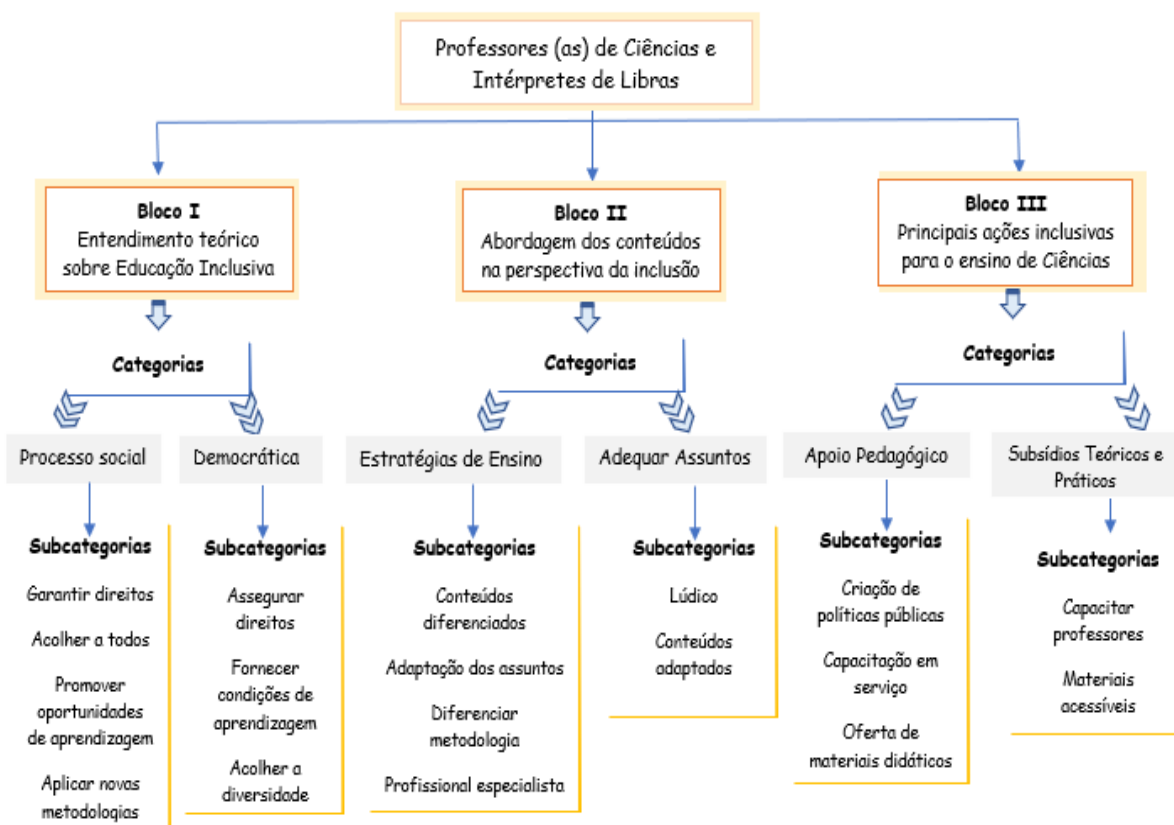 Professores (as) de Ciências e
Intérpretes de Libras
Bloco I
Entendimento teórico
sobre Educação Inclusiva
Bloco II
Abordagem dos conteúdos
na perspectiva da inclusão
Bloco III
Principais ações inclusivas
para o ensino de Ciências
Categorias
Categorias
Categorias
Processo social
Democrática
Estratégias de Ensino
Adequar Assuntos
Apoio Pedagógico
Subsídios Teóricos e
Práticos
Subcategorias
Garantir direitos
Acolher a todos
Promover
oportunidades
de aprendizagem
Aplicar novas
metodologias
Subcategorias
Assegurar
direitos
Fornecer
condições de
aprendizagem
Acolher a
diversidade
Subcategorias
Conteúdos
diferenciados
Adaptação dos assuntos
Diferenciar
metodologia
Profissional especialista
Subcategorias
Lúdico
Conteúdos
adaptados
Subcategorias
Criação de
políticas públicas
Capacitação em
serviço
Oferta de
materiais didáticos
Subcategorias
Capacitar
professores
Materiais
acessíveis